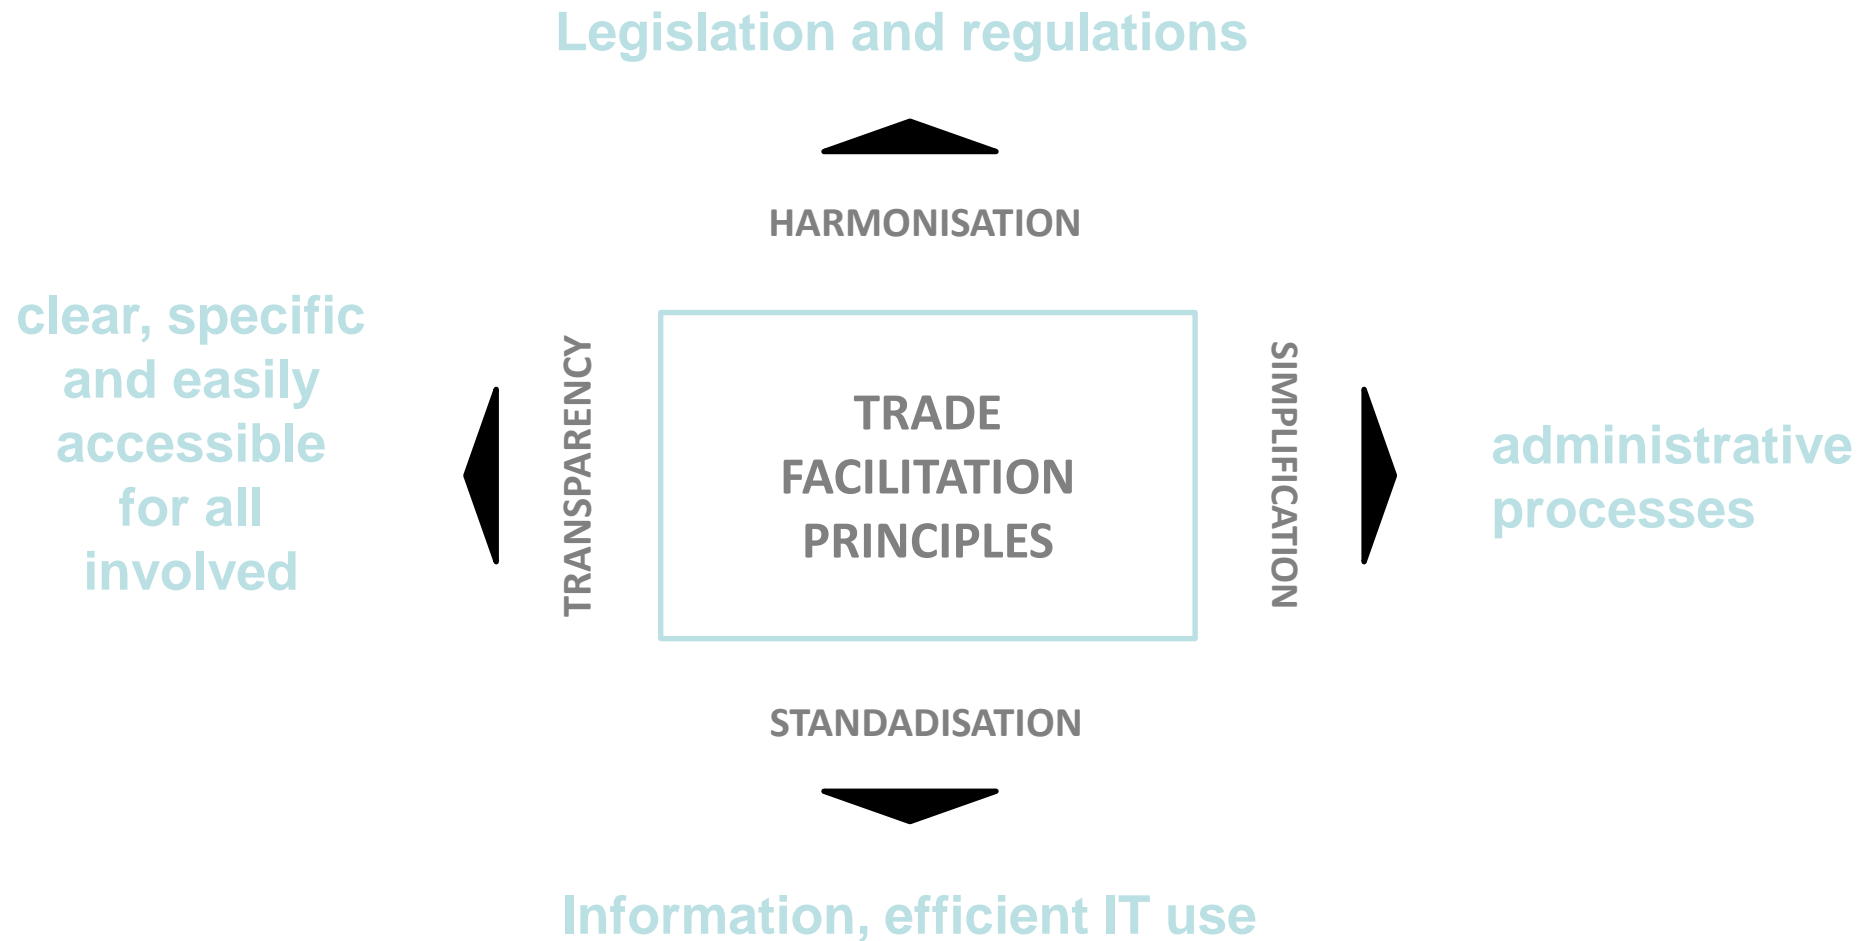 Legislation and regulations
HARMONISATION
clear, specific
and easily
accessible
for all
involved
TRANSPARENCY
TRADE
FACILITATION
PRINCIPLES
SIMPLIFICATION
administrative
processes
STANDADISATION
Information, efficient IT use